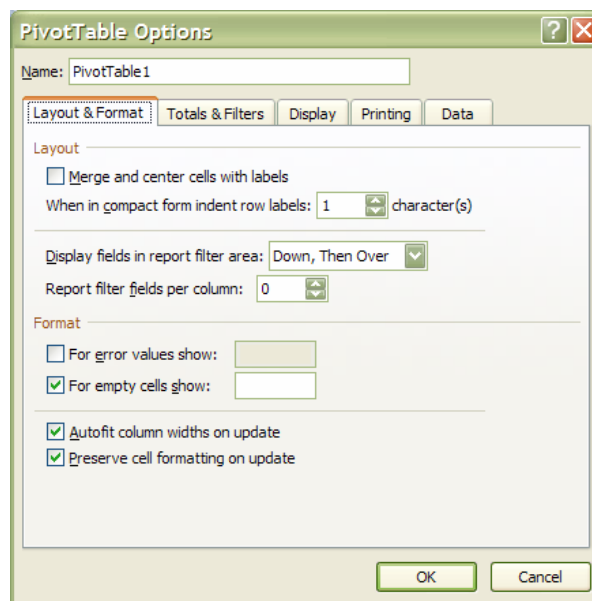 PivotTable Options ?
Name: PivotTable1
Layout & Format Totals & Filters Display Printing Data
Layout
Merge and center cells with labels
When in compact form indent row labels: 1 character(s)
Display fields in report filter area: Down, Then Over
Report filter fields per column: 0
Format
For error values show:
For empty cells show:
Autofit column widths on update
Preserve cell formatting on update
OK Cancel